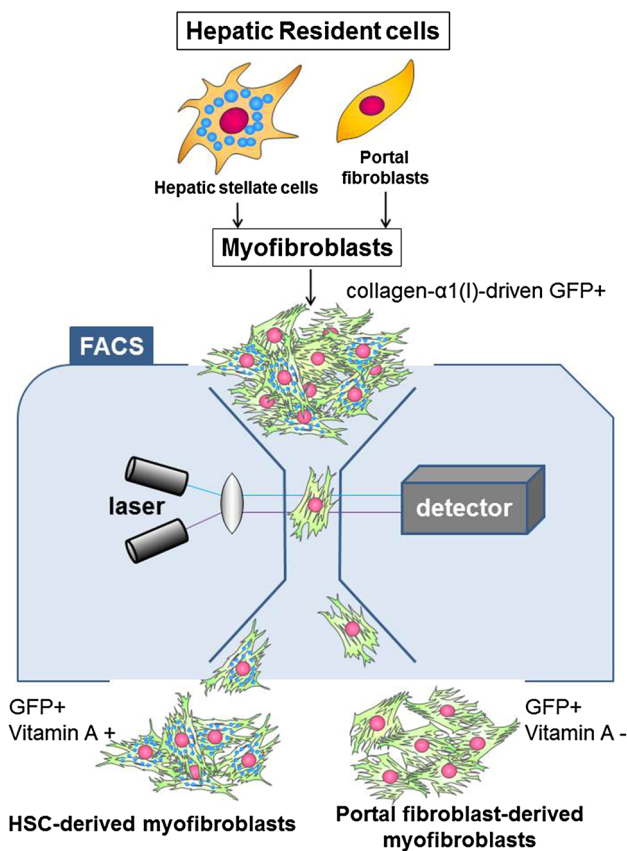 Hepatic Resident cells
Hepatic stellate cells
Portal
fibroblasts
Myofibroblasts
collagen-α1(I)-driven GFP+
FACS
laser
detector
GFP+
Vitamin A +
GFP+
Vitamin A -
HSC-derived myofibroblasts
Portal fibroblast-derived
myofibroblasts